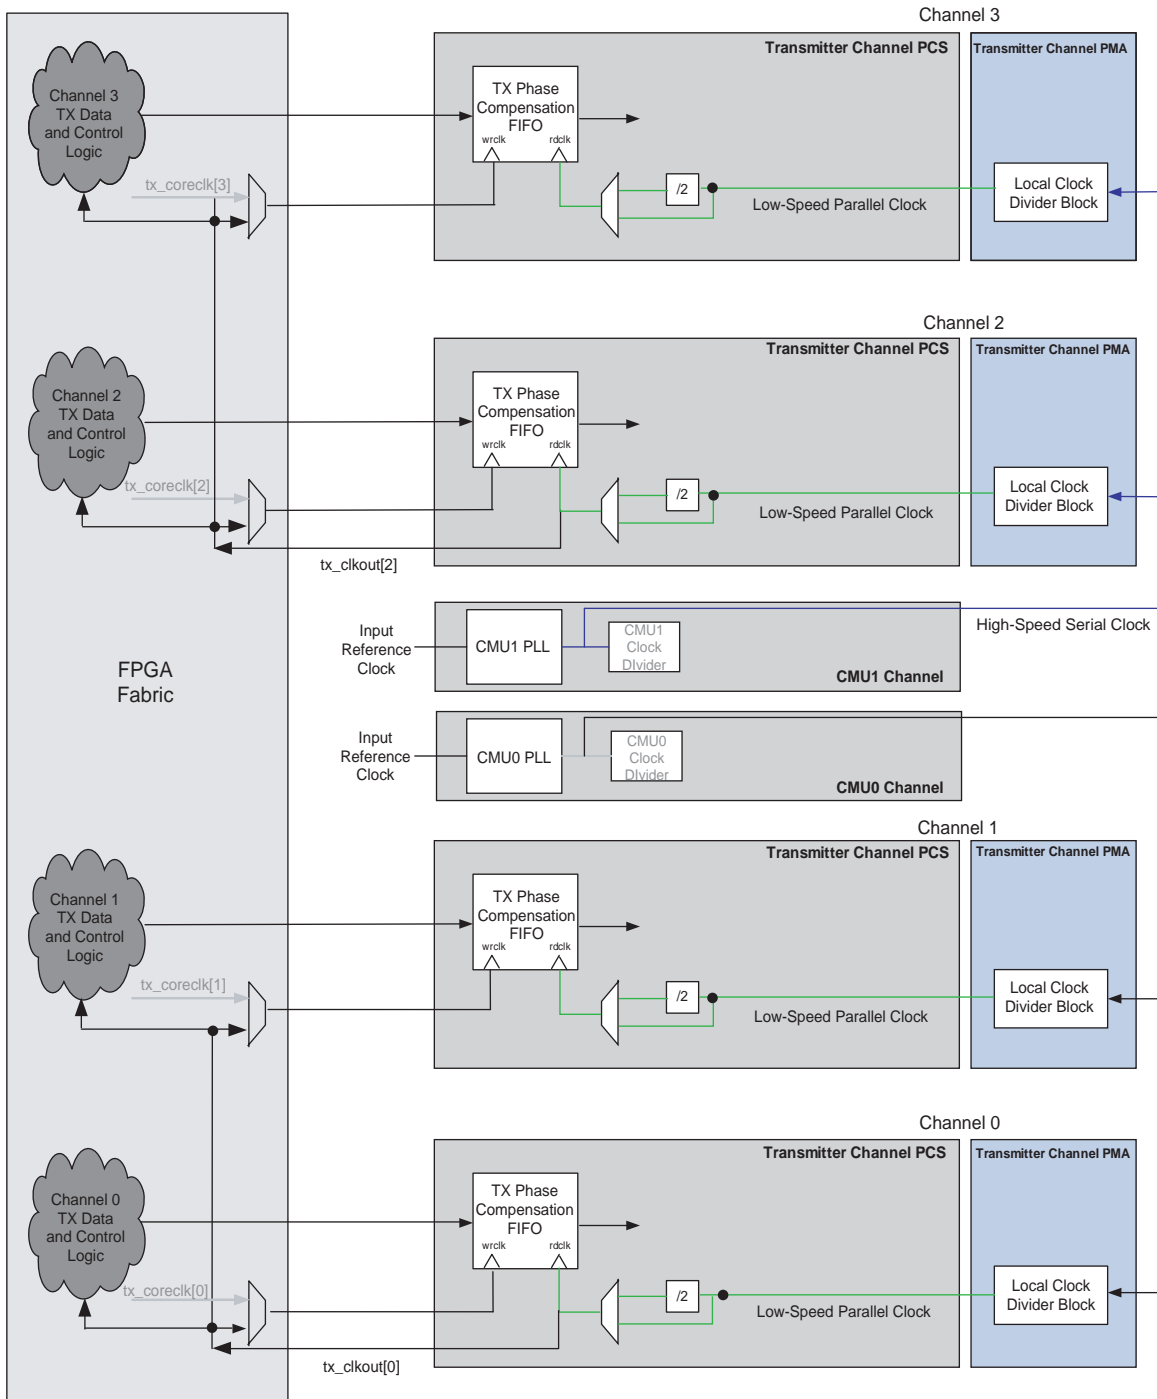 Channel 3
Transmitter Channel PCS
Transmitter Channel PMA
Channel 3
TX Data
and Control
Logic
TX Phase
Compensation
FIFO
wrclk
rdclk
tx_coreclk[3]
/2
Low-Speed Parallel Clock
Local Clock
Divider Block
Channel 2
Transmitter Channel PCS
Transmitter Channel PMA
Channel 2
TX Data
and Control
Logic
TX Phase
Compensation
FIFO
wrclk
rdclk
tx_coreclk[2]
/2
Low-Speed Parallel Clock
Local Clock
Divider Block
tx_clkout[2]
Input
Reference
Clock
CMU1 PLL
CMU1
Clock
DIvider
High-Speed Serial Clock
CMU1 Channel
FPGA
Fabric
Input
Reference
Clock
CMU0 PLL
CMU0
Clock
DIvider
CMU0 Channel
Channel 1
Transmitter Channel PCS
Transmitter Channel PMA
Channel 1
TX Data
and Control
Logic
TX Phase
Compensation
FIFO
wrclk
rdclk
tx_coreclk[1]
/2
Low-Speed Parallel Clock
Local Clock
Divider Block
Channel 0
Transmitter Channel PCS
Transmitter Channel PMA
Channel 0
TX Data
and Control
Logic
TX Phase
Compensation
FIFO
wrclk
rdclk
tx_coreclk[0]
/2
Low-Speed Parallel Clock
Local Clock
Divider Block
tx_clkout[0]